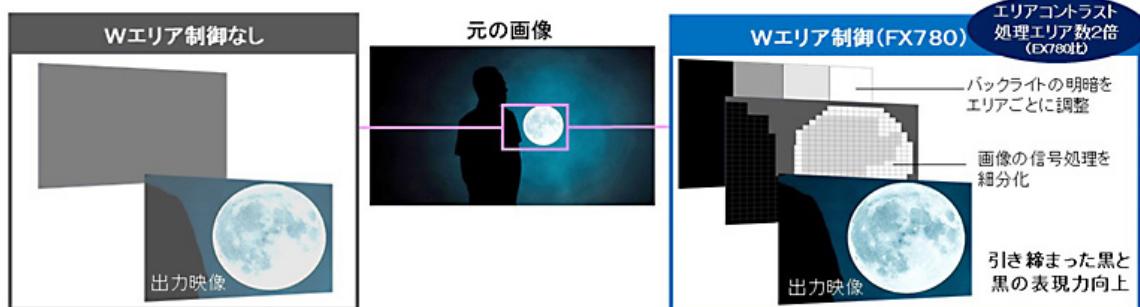 Wエリア制御なし
出力映像
元の画像
Wエリア制御(FX780)
エリアコントラスト
処理エリア数2倍
(EX780比)
バックライトの明暗を
エリアごとに調整
画像の信号処理を
細分化
出力映像
引き締まった黒と
黒の表現力向上